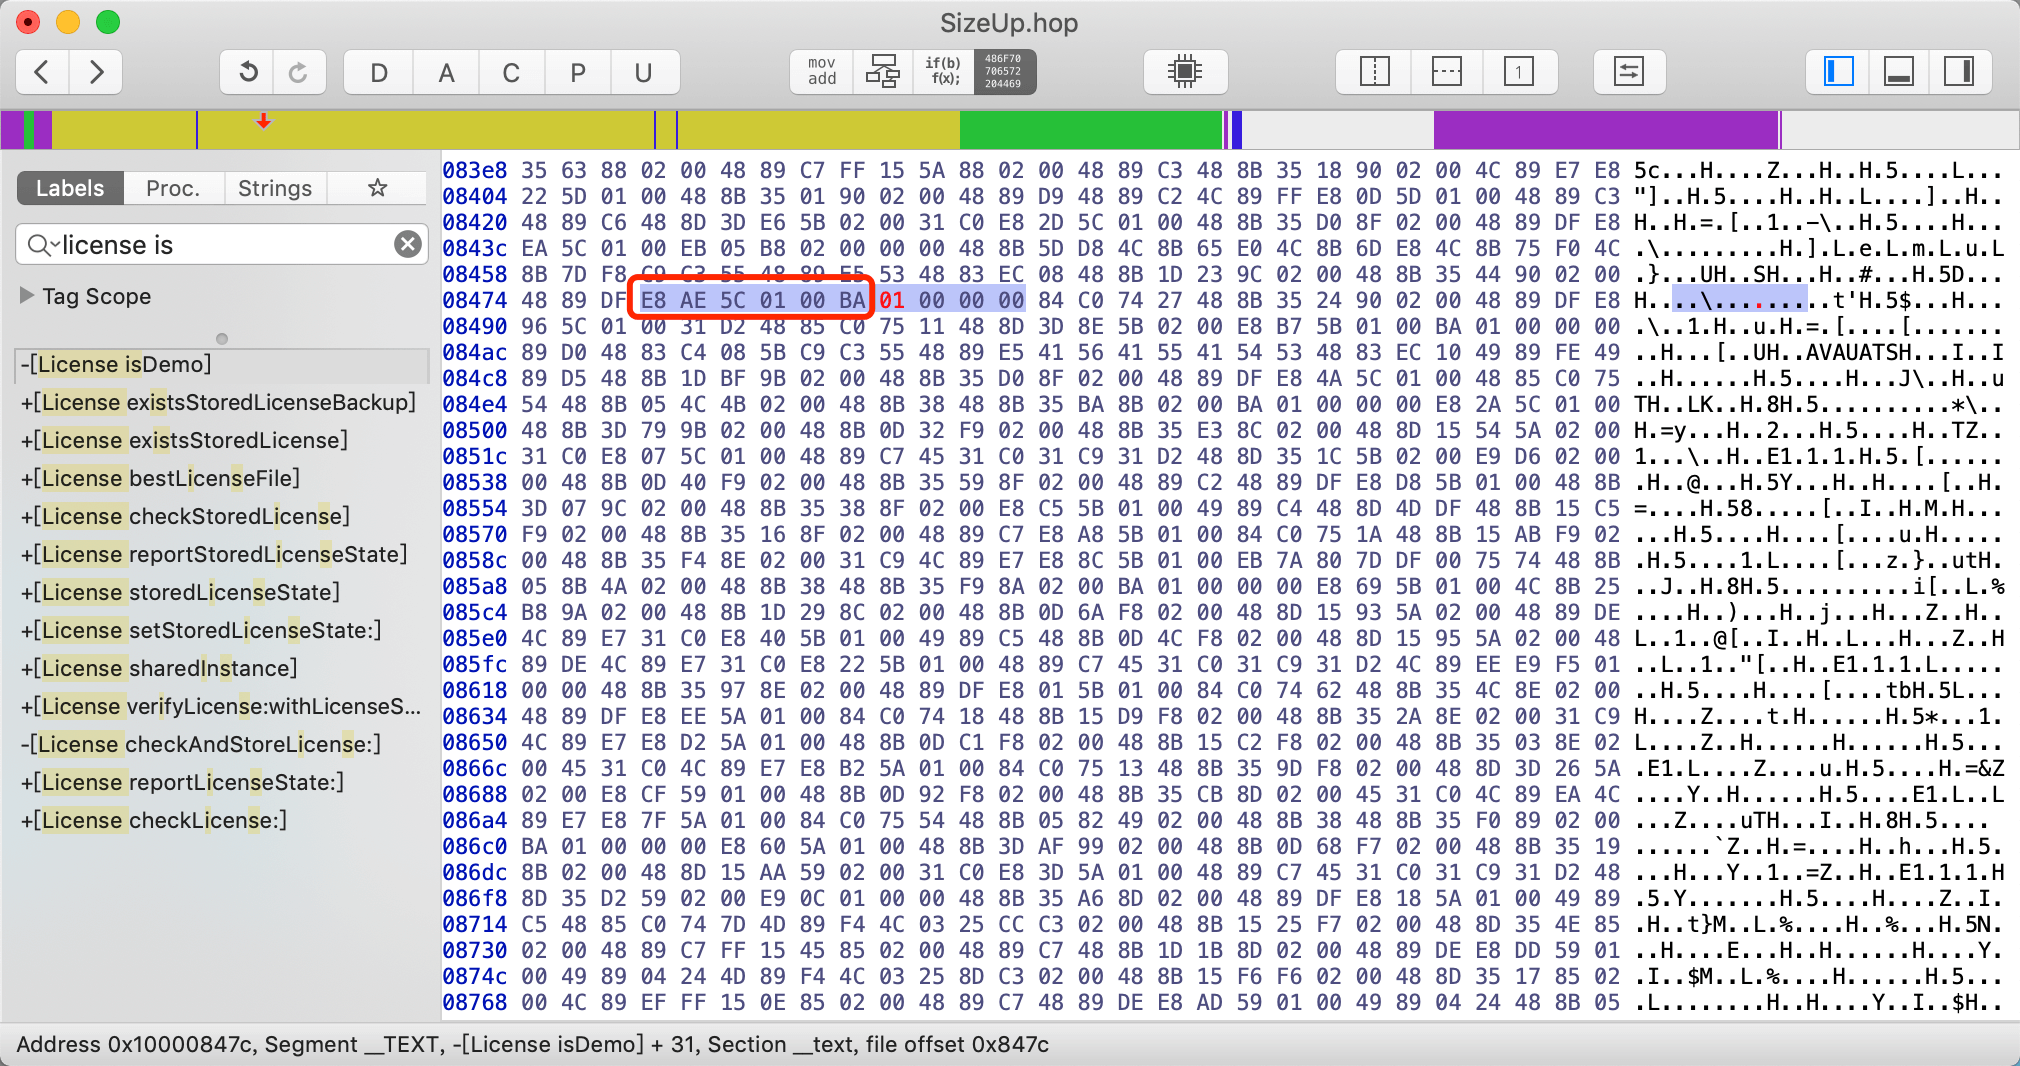 SizeUp.hop
D A C P U mov add if(b) f(x); 486F70 706572 204469 1
Labels Proc. Strings
license is
Tag Scope
-[License isDemo]
+[License existsStoredLicenseBackup]
+[License existsStoredLicense]
+[License bestLicenseFile]
+[License checkStoredLicense]
+[License reportStoredLicenseState]
+[License storedLicenseState]
+[License setStoredLicenseState:]
+[License sharedInstance]
+[License verifyLicense:withLicenseS...
-[License checkAndStoreLicense:]
+[License reportLicenseState:]
+[License checkLicense:]
083e8 35 63 88 02 00 48 89 C7 FF 15 5A 88 02 00 48 89 C3 48 8B 35 18 90 02 00 4C 89 E7 E8 5c...H....Z...H..H.5....L...
08404 22 5D 01 00 48 8B 35 01 90 02 00 48 89 D9 48 89 C2 4C 89 FF E8 0D 5D 01 00 48 89 C3 "]..H.5....H..H..L....]..H..
08420 48 89 C6 48 8D 3D E6 5B 02 00 31 C0 E8 2D 5C 01 00 48 8B 35 D0 8F 02 00 48 89 DF E8 H..H.=.[..1..-\..H.5....H...
0843c EA 5C 01 00 EB 05 B8 02 00 00 00 48 8B 5D D8 4C 8B 65 E0 4C 8B 6D E8 4C 8B 75 F0 4C .\.........H.].L.e.L.m.L.u.L
08458 8B 7D F8 C9 C3 55 48 89 E5 53 48 83 EC 08 48 8B 1D 23 9C 02 00 48 8B 35 44 90 02 00 .}...UH..SH...H..#...H.5D...
08474 48 89 DF E8 AE 5C 01 00 BA 01 00 00 00 84 C0 74 27 48 8B 35 24 90 02 00 48 89 DF E8 H....\.........t'H.5$...H...
08490 96 5C 01 00 31 D2 48 85 C0 75 11 48 8D 3D 8E 5B 02 00 E8 B7 5B 01 00 BA 01 00 00 00 .\..1.H..u.H.=.[....[.......
084ac 89 D0 48 83 C4 08 5B C9 C3 55 48 89 E5 41 56 41 55 41 54 53 48 83 EC 10 49 89 FE 49 ..H...[..UH..AVAUATSH...I..I
084c8 89 D5 48 8B 1D BF 9B 02 00 48 8B 35 D0 8F 02 00 48 89 DF E8 4A 5C 01 00 48 85 C0 75 ..H......H.5....H...J\..H..u
084e4 54 48 8B 05 4C 4B 02 00 48 8B 38 48 8B 35 BA 8B 02 00 BA 01 00 00 00 E8 2A 5C 01 00 TH..LK..H.8H.5..........*\..
08500 48 8B 3D 79 9B 02 00 48 8B 0D 32 F9 02 00 48 8B 35 E3 8C 02 00 48 8D 15 54 5A 02 00 H.=y...H..2...H.5....H..TZ..
0851c 31 C0 E8 07 5C 01 00 48 89 C7 45 31 C0 31 C9 31 D2 48 8D 35 1C 5B 02 00 E9 D6 02 00 1...\..H..E1.1.1.H.5.[......
08538 00 48 8B 0D 40 F9 02 00 48 8B 35 59 8F 02 00 48 89 C2 48 89 DF E8 D8 5B 01 00 48 8B .H..@...H.5Y...H..H....[..H.
08554 3D 07 9C 02 00 48 8B 35 38 8F 02 00 E8 C5 5B 01 00 49 89 C4 48 8D 4D DF 48 8B 15 C5 =....H.58.....[..I..H.M.H...
08570 F9 02 00 48 8B 35 16 8F 02 00 48 89 C7 E8 A8 5B 01 00 84 C0 75 1A 48 8B 15 AB F9 02 ...H.5....H....[....u.H.....
0858c 00 48 8B 35 F4 8E 02 00 31 C9 4C 89 E7 E8 8C 5B 01 00 EB 7A 80 7D DF 00 75 74 48 8B .H.5....1.L....[...z.}..utH.
085a8 05 8B 4A 02 00 48 8B 38 48 8B 35 F9 8A 02 00 BA 01 00 00 00 E8 69 5B 01 00 4C 8B 25 ..J..H.8H.5..........i[..L.%
085c4 B8 9A 02 00 48 8B 1D 29 8C 02 00 48 8B 0D 6A F8 02 00 48 8D 15 93 5A 02 00 48 89 DE ....H..)...H..j...H...Z..H..
085e0 4C 89 E7 31 C0 E8 40 5B 01 00 49 89 C5 48 8B 0D 4C F8 02 00 48 8D 15 95 5A 02 00 48 L..1..@[..I..H..L...H...Z..H
085fc 89 DE 4C 89 E7 31 C0 E8 22 5B 01 00 48 89 C7 45 31 C0 31 C9 31 D2 4C 89 EE E9 F5 01 ..L..1.."[..H..E1.1.1.L.....
08618 00 00 48 8B 35 97 8E 02 00 48 89 DF E8 01 5B 01 00 84 C0 74 62 48 8B 35 4C 8E 02 00 ..H.5....H....[....tbH.5L...
08634 48 89 DF E8 EE 5A 01 00 84 C0 74 18 48 8B 15 D9 F8 02 00 48 8B 35 2A 8E 02 00 31 C9 H....Z....t.H......H.5*...1.
08650 4C 89 E7 E8 D2 5A 01 00 48 8B 0D C1 F8 02 00 48 8B 15 C2 F8 02 00 48 8B 35 03 8E 02 L....Z..H......H......H.5...
0866c 00 45 31 C0 4C 89 E7 E8 B2 5A 01 00 84 C0 75 13 48 8B 35 9D F8 02 00 48 8D 3D 26 5A .E1.L....Z....u.H.5....H.=&Z
08688 02 00 E8 CF 59 01 00 48 8B 0D 92 F8 02 00 48 8B 35 CB 8D 02 00 45 31 C0 4C 89 EA 4C ....Y..H......H.5....E1.L..L
086a4 89 E7 E8 7F 5A 01 00 84 C0 75 54 48 8B 05 82 49 02 00 48 8B 38 48 8B 35 F0 89 02 00 ....Z....uTH...I..H.8H.5....
086c0 BA 01 00 00 00 E8 60 5A 01 00 48 8B 3D AF 99 02 00 48 8B 0D 68 F7 02 00 48 8B 35 19 ......`Z..H.=....H..h...H.5.
086dc 8B 02 00 48 8D 15 AA 59 02 00 31 C0 E8 3D 5A 01 00 48 89 C7 45 31 C0 31 C9 31 D2 48 ...H...Y..1..=Z..H..E1.1.1.H
086f8 8D 35 D2 59 02 00 E9 0C 01 00 00 48 8B 35 A6 8D 02 00 48 89 DF E8 18 5A 01 00 49 89 .5.Y.......H.5....H....Z..I.
08714 C5 48 85 C0 74 7D 4D 89 F4 4C 03 25 CC C3 02 00 48 8B 15 25 F7 02 00 48 8D 35 4E 85 .H..t}M..L.%....H..%...H.5N.
08730 02 00 48 89 C7 FF 15 45 85 02 00 48 89 C7 48 8B 1D 1B 8D 02 00 48 89 DE E8 DD 59 01 ..H....E...H..H......H....Y.
0874c 00 49 89 04 24 4D 89 F4 4C 03 25 8D C3 02 00 48 8B 15 F6 F6 02 00 48 8D 35 17 85 02 .I..$M..L.%....H......H.5...
08768 00 4C 89 EF FF 15 0E 85 02 00 48 89 C7 48 89 DE E8 AD 59 01 00 49 89 04 24 48 8B 05 .L........H..H....Y..I..$H..
Address 0x10000847c, Segment __TEXT, -[License isDemo] + 31, Section __text, file offset 0x847c